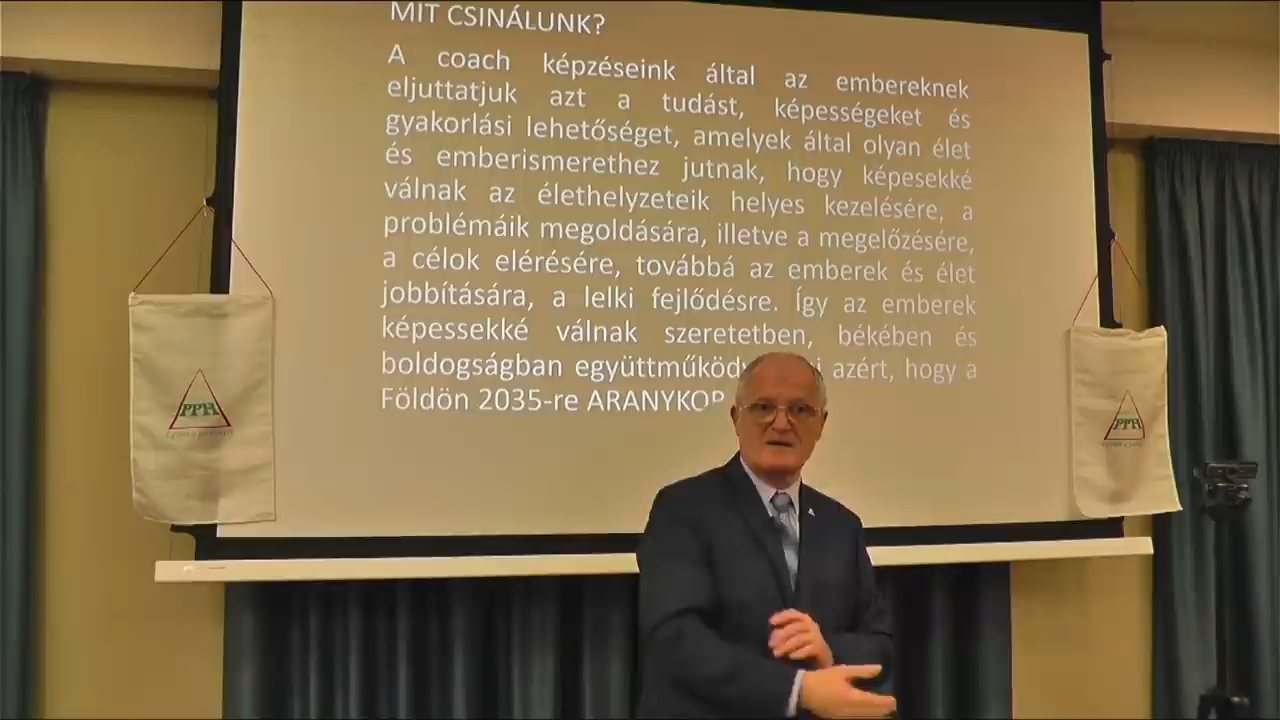 MIT CSINÁLUNK?
A coach képzéseink által az embereknek
eljuttatjuk azt a tudást, képességeket és
gyakorlási lehetőséget, amelyek által olyan élet
és emberismerethez jutnak, hogy képesekké
válnak az élethelyzeteik helyes kezelésére, a
problémáik megoldására, illetve a megelőzésére,
a célok elérésére, továbbá az emberek és élet
jobbítására, a lelki fejlődésre. Így az emberek
képessekké válnak szeretetben, békében és
boldogságban azért, hogy a
Földön 2035-re ARANYKOR
PPH
PPH